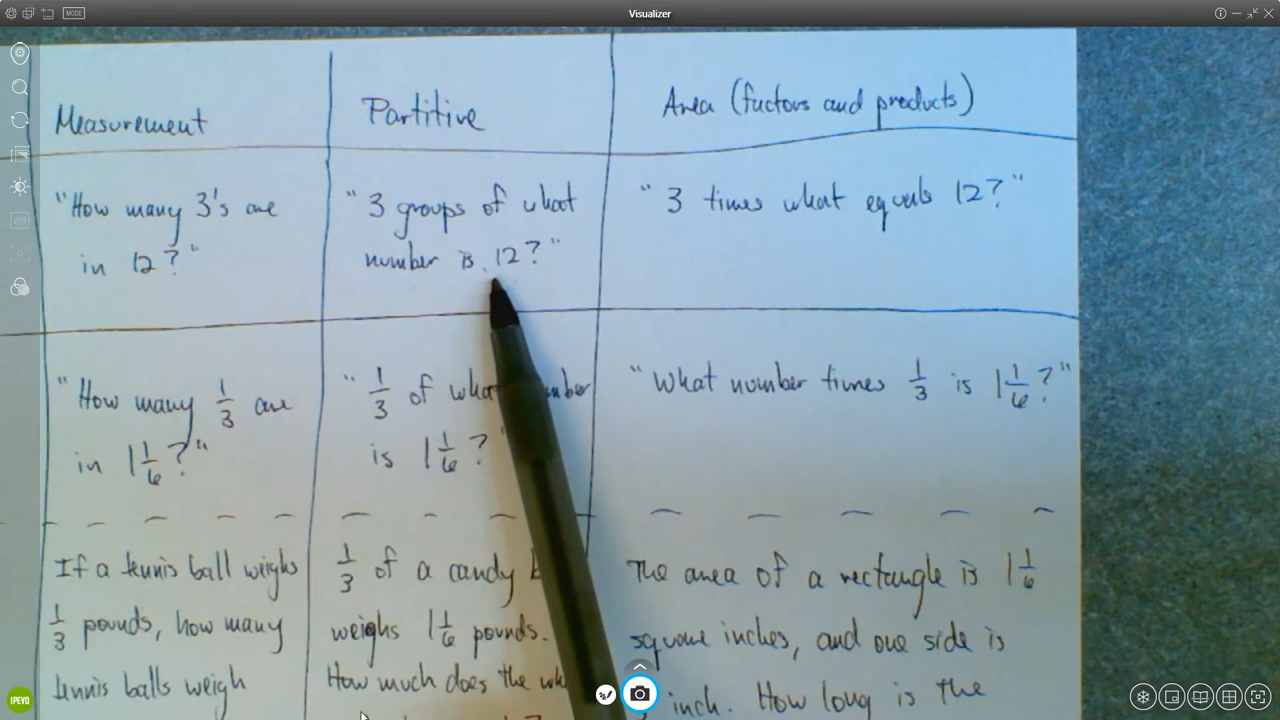 MODE
Visualizer
Measurement
Partitive
Area (factors and products)
"How many 3's are
in 12?"
"3 groups of what
number is 12?"
"3 times what equals 12?"
"How many 1/3 are
in 1 1/6?"
"1/3 of what number
is 1 1/6?"
"What number times 1/3 is 1 1/6?"
If a tennis ball weighs
1/3 pounds, how many
tennis balls weigh
1/3 of a candy
weighs 1 1/6 pounds.
How much does the
The area of a rectangle is 1 1/6
square inches, and one side is
inch. How long is the
IPEVO